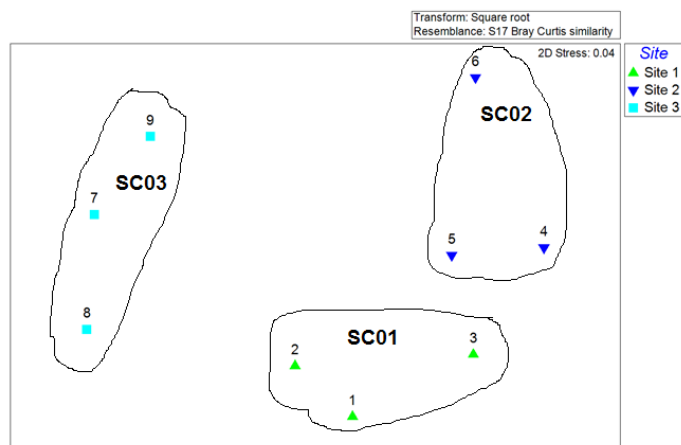 Transform: Square root
Resemblance: S17 Bray Curtis similarity
2D Stress: 0.04
Site
Site 1
Site 2
Site 3
6
SC02
9
SC03
7
5
4
8
SC01
2
3
1